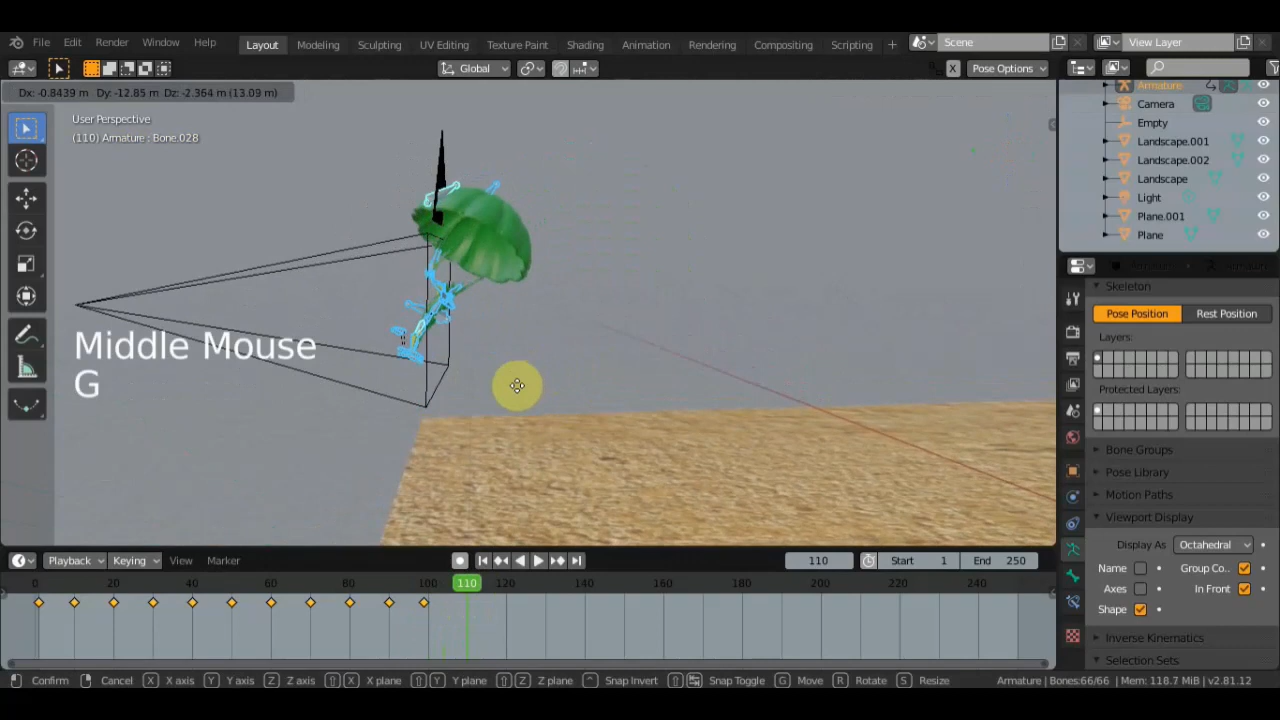 File Edit Render Window Help Layout Modeling Sculpting UV Editing Texture Paint Shading Animation Rendering Compositing Scripting + Scene View Layer
Global X Pose Options
Dx: -0.8439 m Dy: -12.85 m Dz: -2.364 m (13.09 m)
User Perspective
(110) Armature : Bone.028
Armature
Camera
Empty
Landscape.001
Landscape.002
Landscape
Light
Plane.001
Plane
Skeleton
Pose Position Rest Position
Layers:
Protected Layers:
Bone Groups
Pose Library
Motion Paths
Viewport Display
Display As Octahedral
Name Group Co..
Axes In Front
Shape
Inverse Kinematics
Selection Sets
Middle Mouse
G
Playback Keying View Marker 110 Start 1 End 250
0 20 40 60 80 100 110 120 140 160 180 200 220 240
Confirm Cancel X X axis Y Y axis Z Z axis X X plane Y Y plane Z Z plane ^ Snap Invert Snap Toggle G Move R Rotate S Resize Armature | Bones:66/66 | Mem: 118.7 MiB | v2.81.12